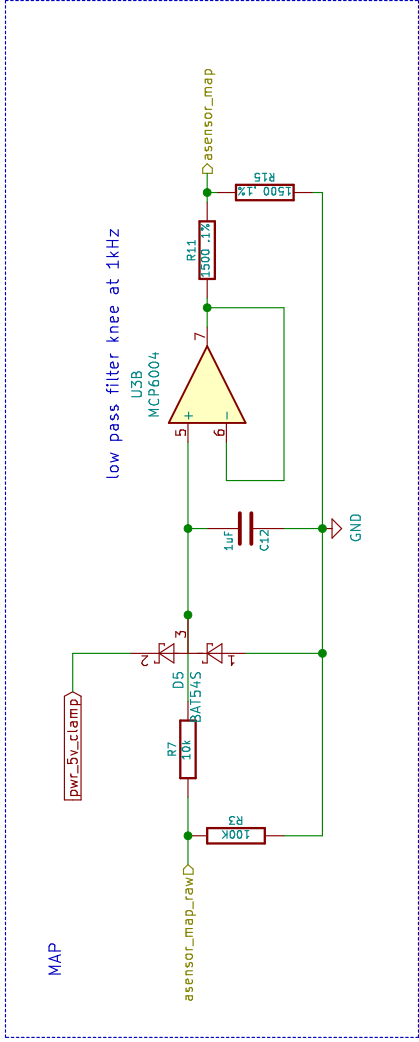 asensor_map
R15
1500 ,1%
R11
1500 .1%
low pass filter knee at 1kHz
7
U3B
MCP6004
+
-
5
6
1uF
C12
GND
3
2
1
D5
BAT54S
pwr_5v_clamp
R7
10k
R3
100K
asensor_map_raw
MAP